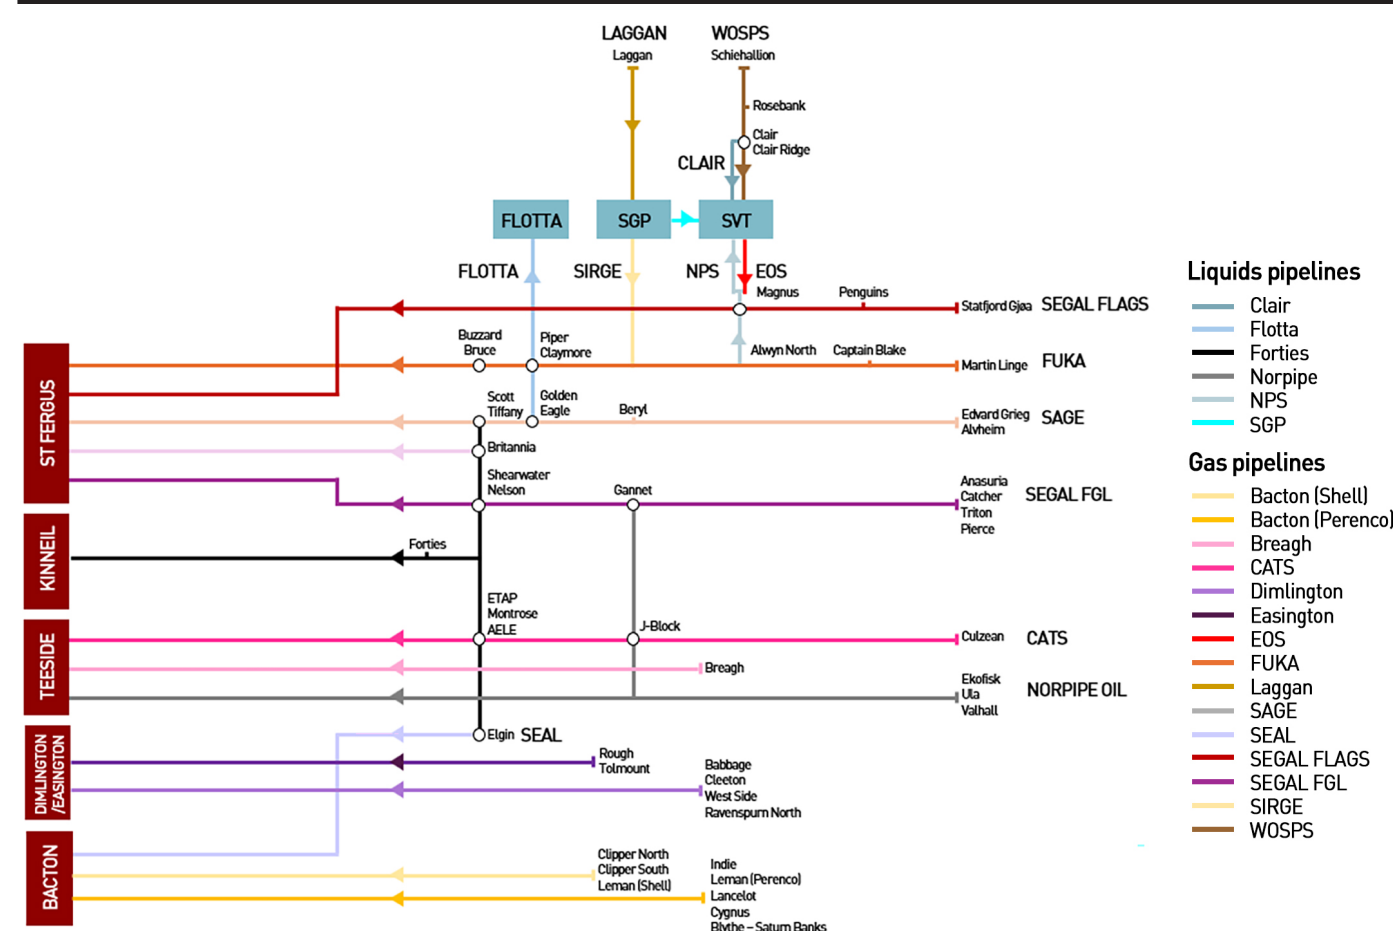 LAGGAN
Laggan
WOSPS
Schiehallion
Rosebank
Clair
Clair Ridge
CLAIR
FLOTTA
SGP
SVT
FLOTTA
SIRGE
NPS
EOS
Magnus
Penguins
Statfjord Gjøa
SEGAL FLAGS
Buzzard
Bruce
Piper
Claymore
Alwyn North
Captain Blake
Martin Linge
FUKA
Scott
Tiffany
Golden
Eagle
Beryl
Edvard Grieg
Alvheim
SAGE
ST FERGUS
Britannia
Shearwater
Nelson
Gannet
Anasuria
Catcher
Triton
Pierce
SEGAL FGL
KINNEIL
Forties
ETAP
Montrose
AELE
J-Block
Culzean
CATS
TEESIDE
Breagh
Ekofisk
Ula
Valhall
NORPIPE OIL
Elgin
SEAL
DIMLINGTON
/EASINGTON
Rough
Tolmount
Babbage
Cleeton
West Side
Ravenspurn North
BACTON
Clipper North
Clipper South
Leman (Shell)
Indie
Leman (Perenco)
Lancelot
Cygnus
Blythe – Saturn Banks
Liquids pipelines
Clair
Flotta
Forties
Norpipe
NPS
SGP
Gas pipelines
Bacton (Shell)
Bacton (Perenco)
Breagh
CATS
Dimlington
Easington
EOS
FUKA
Laggan
SAGE
SEAL
SEGAL FLAGS
SEGAL FGL
SIRGE
WOSPS